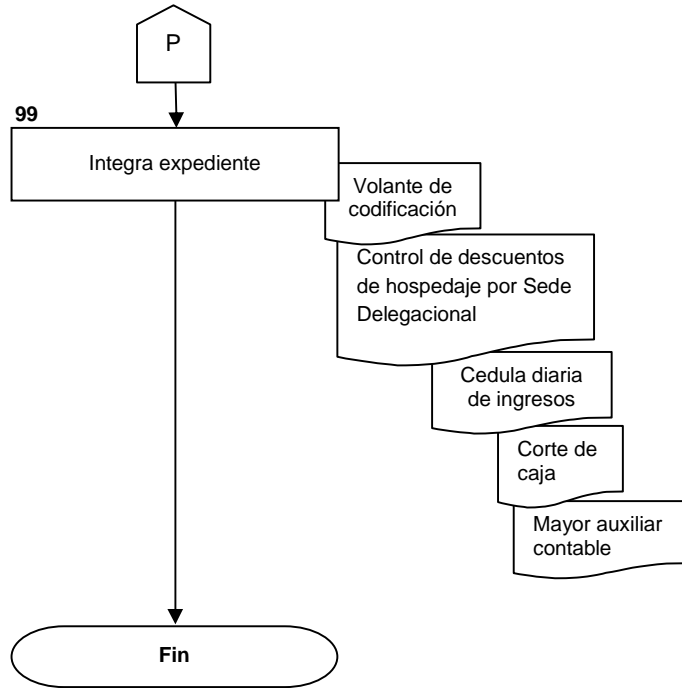 P
99
Integra expediente
Volante de
codificación
Control de descuentos
de hospedaje por Sede
Delegacional
Cedula diaria
de ingresos
Corte de
caja
Mayor auxiliar
contable
Fin